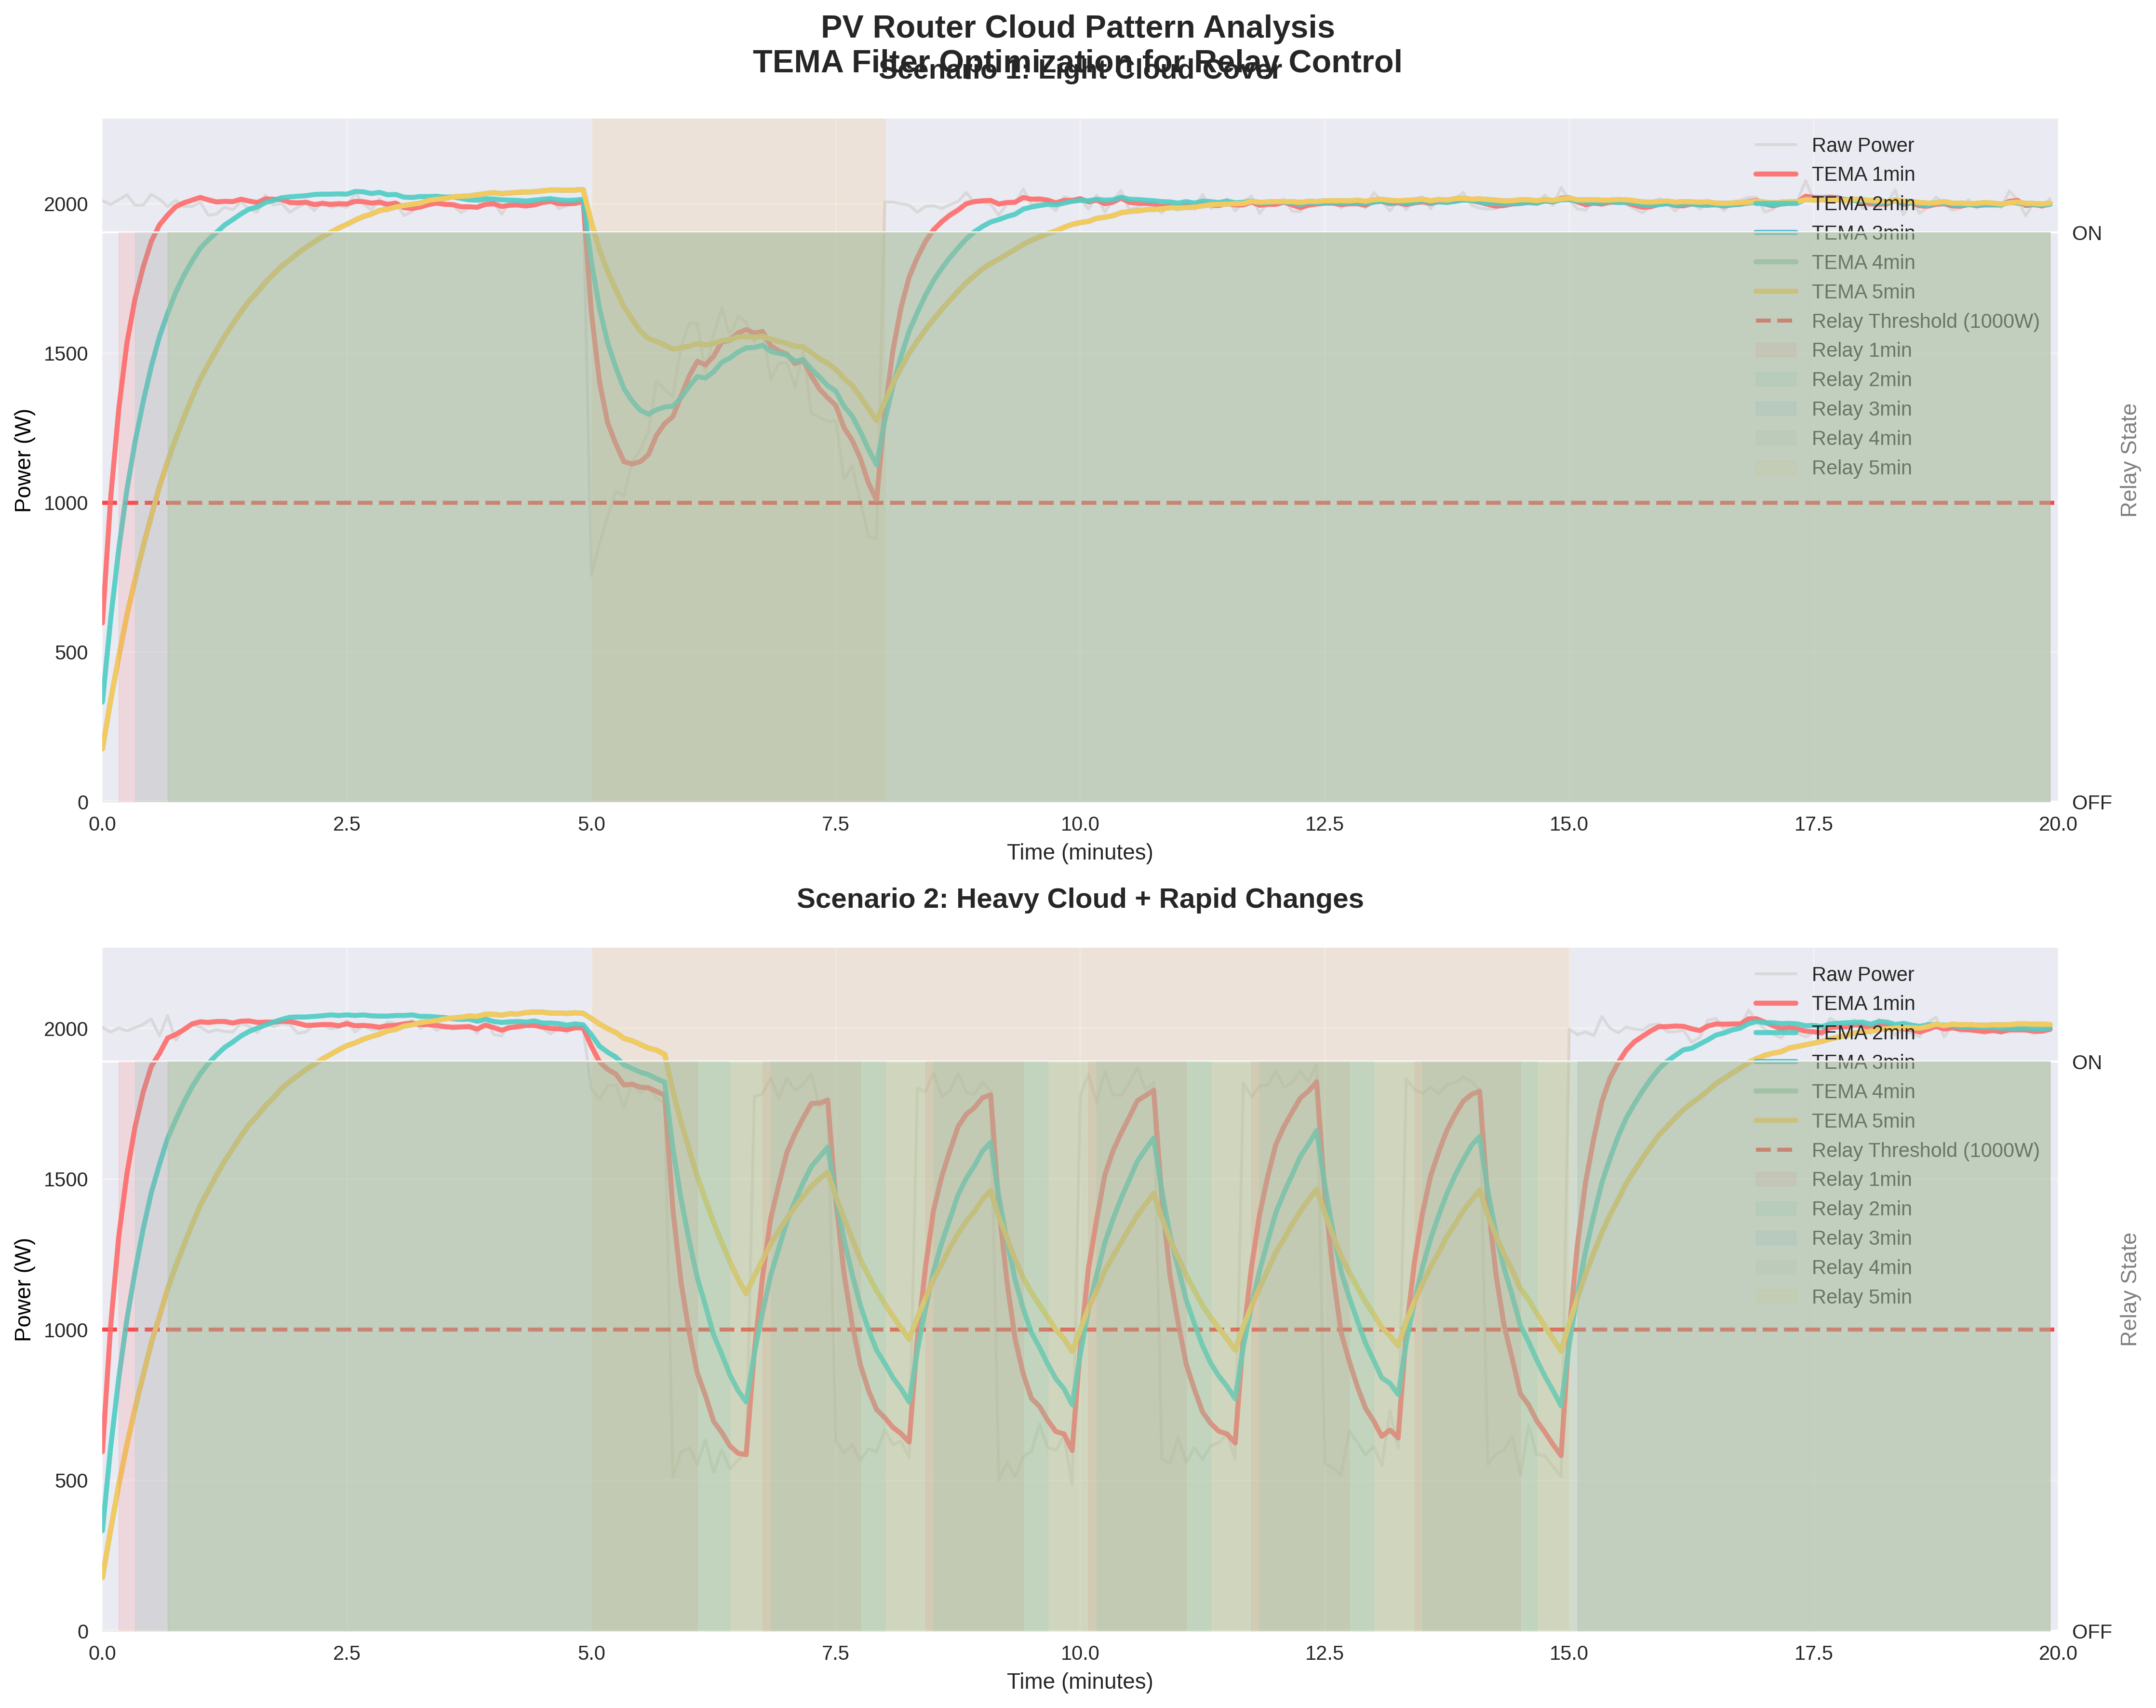 PV Router Cloud Pattern Analysis
TEMA Filter Optimization for Relay Control
Scenario 1: Light Cloud Cover
Raw Power
TEMA 1min
TEMA 2min
TEMA 3min
TEMA 4min
TEMA 5min
Relay Threshold (1000W)
Relay 1min
Relay 2min
Relay 3min
Relay 4min
Relay 5min
2000
1500
1000
500
0
Power (W)
ON
OFF
Relay State
0.0 2.5 5.0 7.5 10.0 12.5 15.0 17.5 20.0
Time (minutes)
Scenario 2: Heavy Cloud + Rapid Changes
Raw Power
TEMA 1min
TEMA 2min
TEMA 3min
TEMA 4min
TEMA 5min
Relay Threshold (1000W)
Relay 1min
Relay 2min
Relay 3min
Relay 4min
Relay 5min
2000
1500
1000
500
0
Power (W)
ON
OFF
Relay State
0.0 2.5 5.0 7.5 10.0 12.5 15.0 17.5 20.0
Time (minutes)